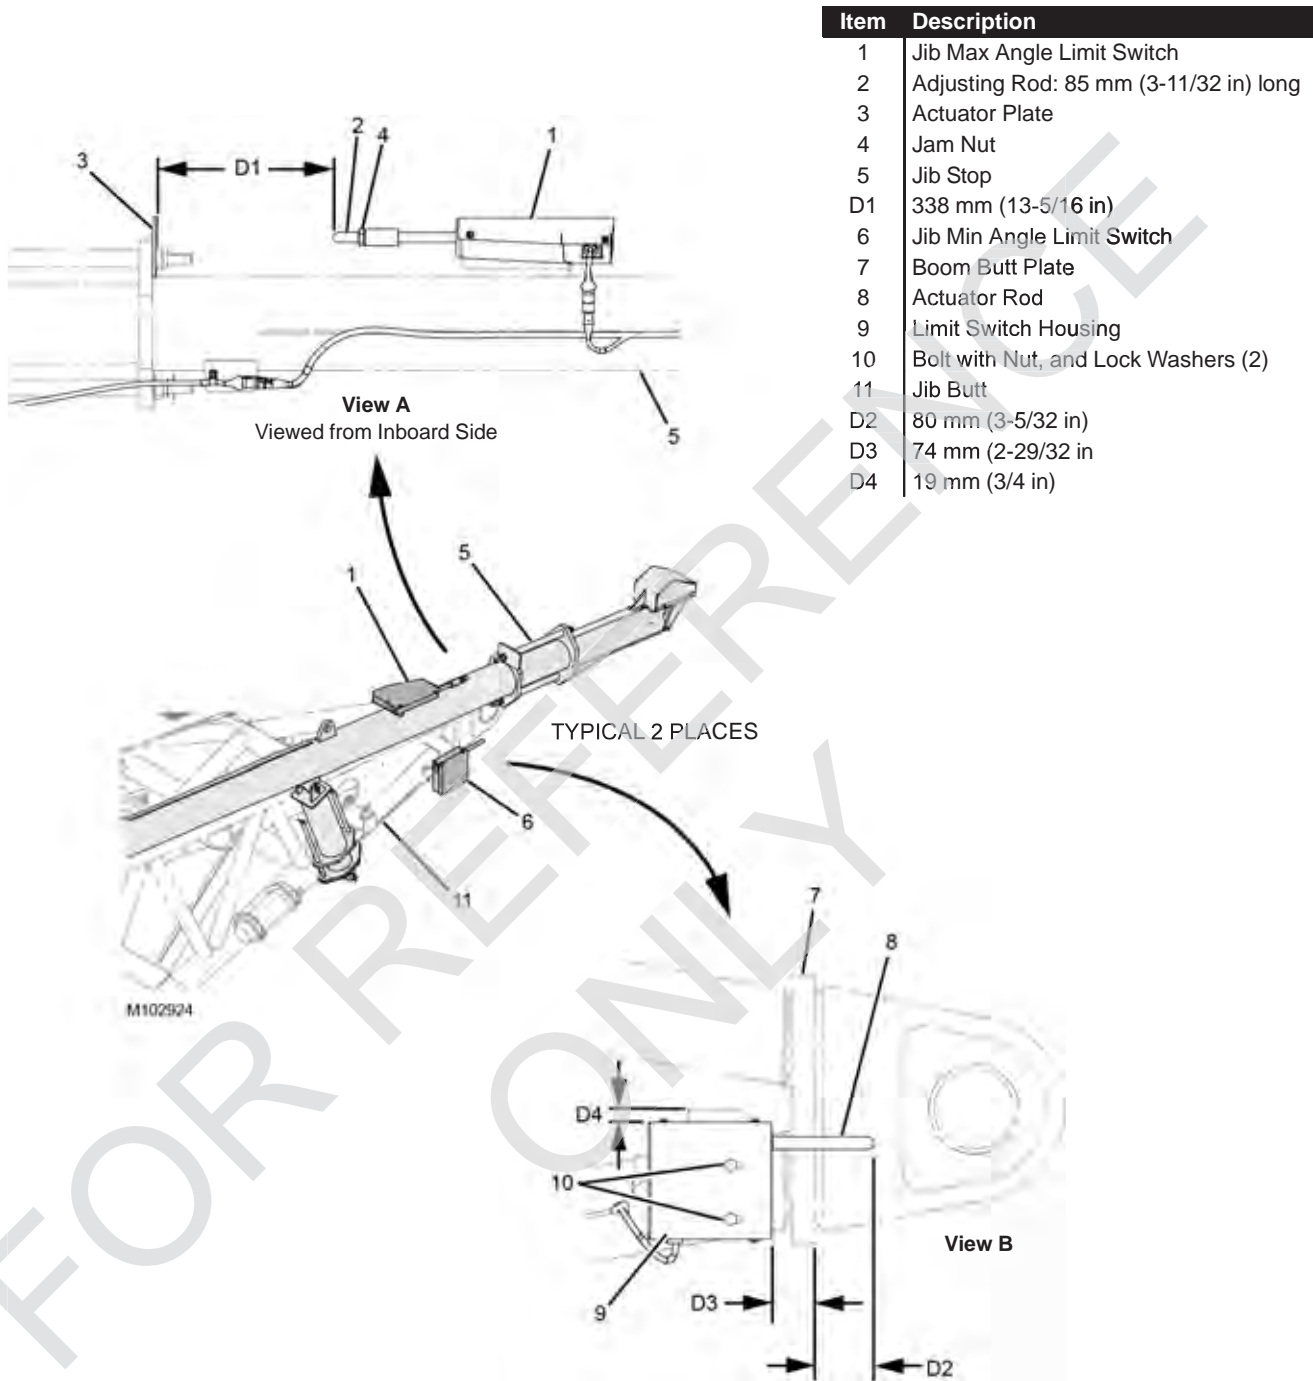 Item Description
1 Jib Max Angle Limit Switch
2 Adjusting Rod: 85 mm (3-11/32 in) long
3 Actuator Plate
4 Jam Nut
5 Jib Stop
D1 338 mm (13-5/16 in)
6 Jib Min Angle Limit Switch
7 Boom Butt Plate
8 Actuator Rod
9 Limit Switch Housing
10 Bolt with Nut, and Lock Washers (2)
11 Jib Butt
D2 80 mm (3-5/32 in)
D3 74 mm (2-29/32 in
D4 19 mm (3/4 in)
3
D1
2
4
1
View A
Viewed from Inboard Side
5
1
5
TYPICAL 2 PLACES
6
11
M102924
7
8
D4
10
9
View B
D3
D2
FOR REFERENCE
ONLY